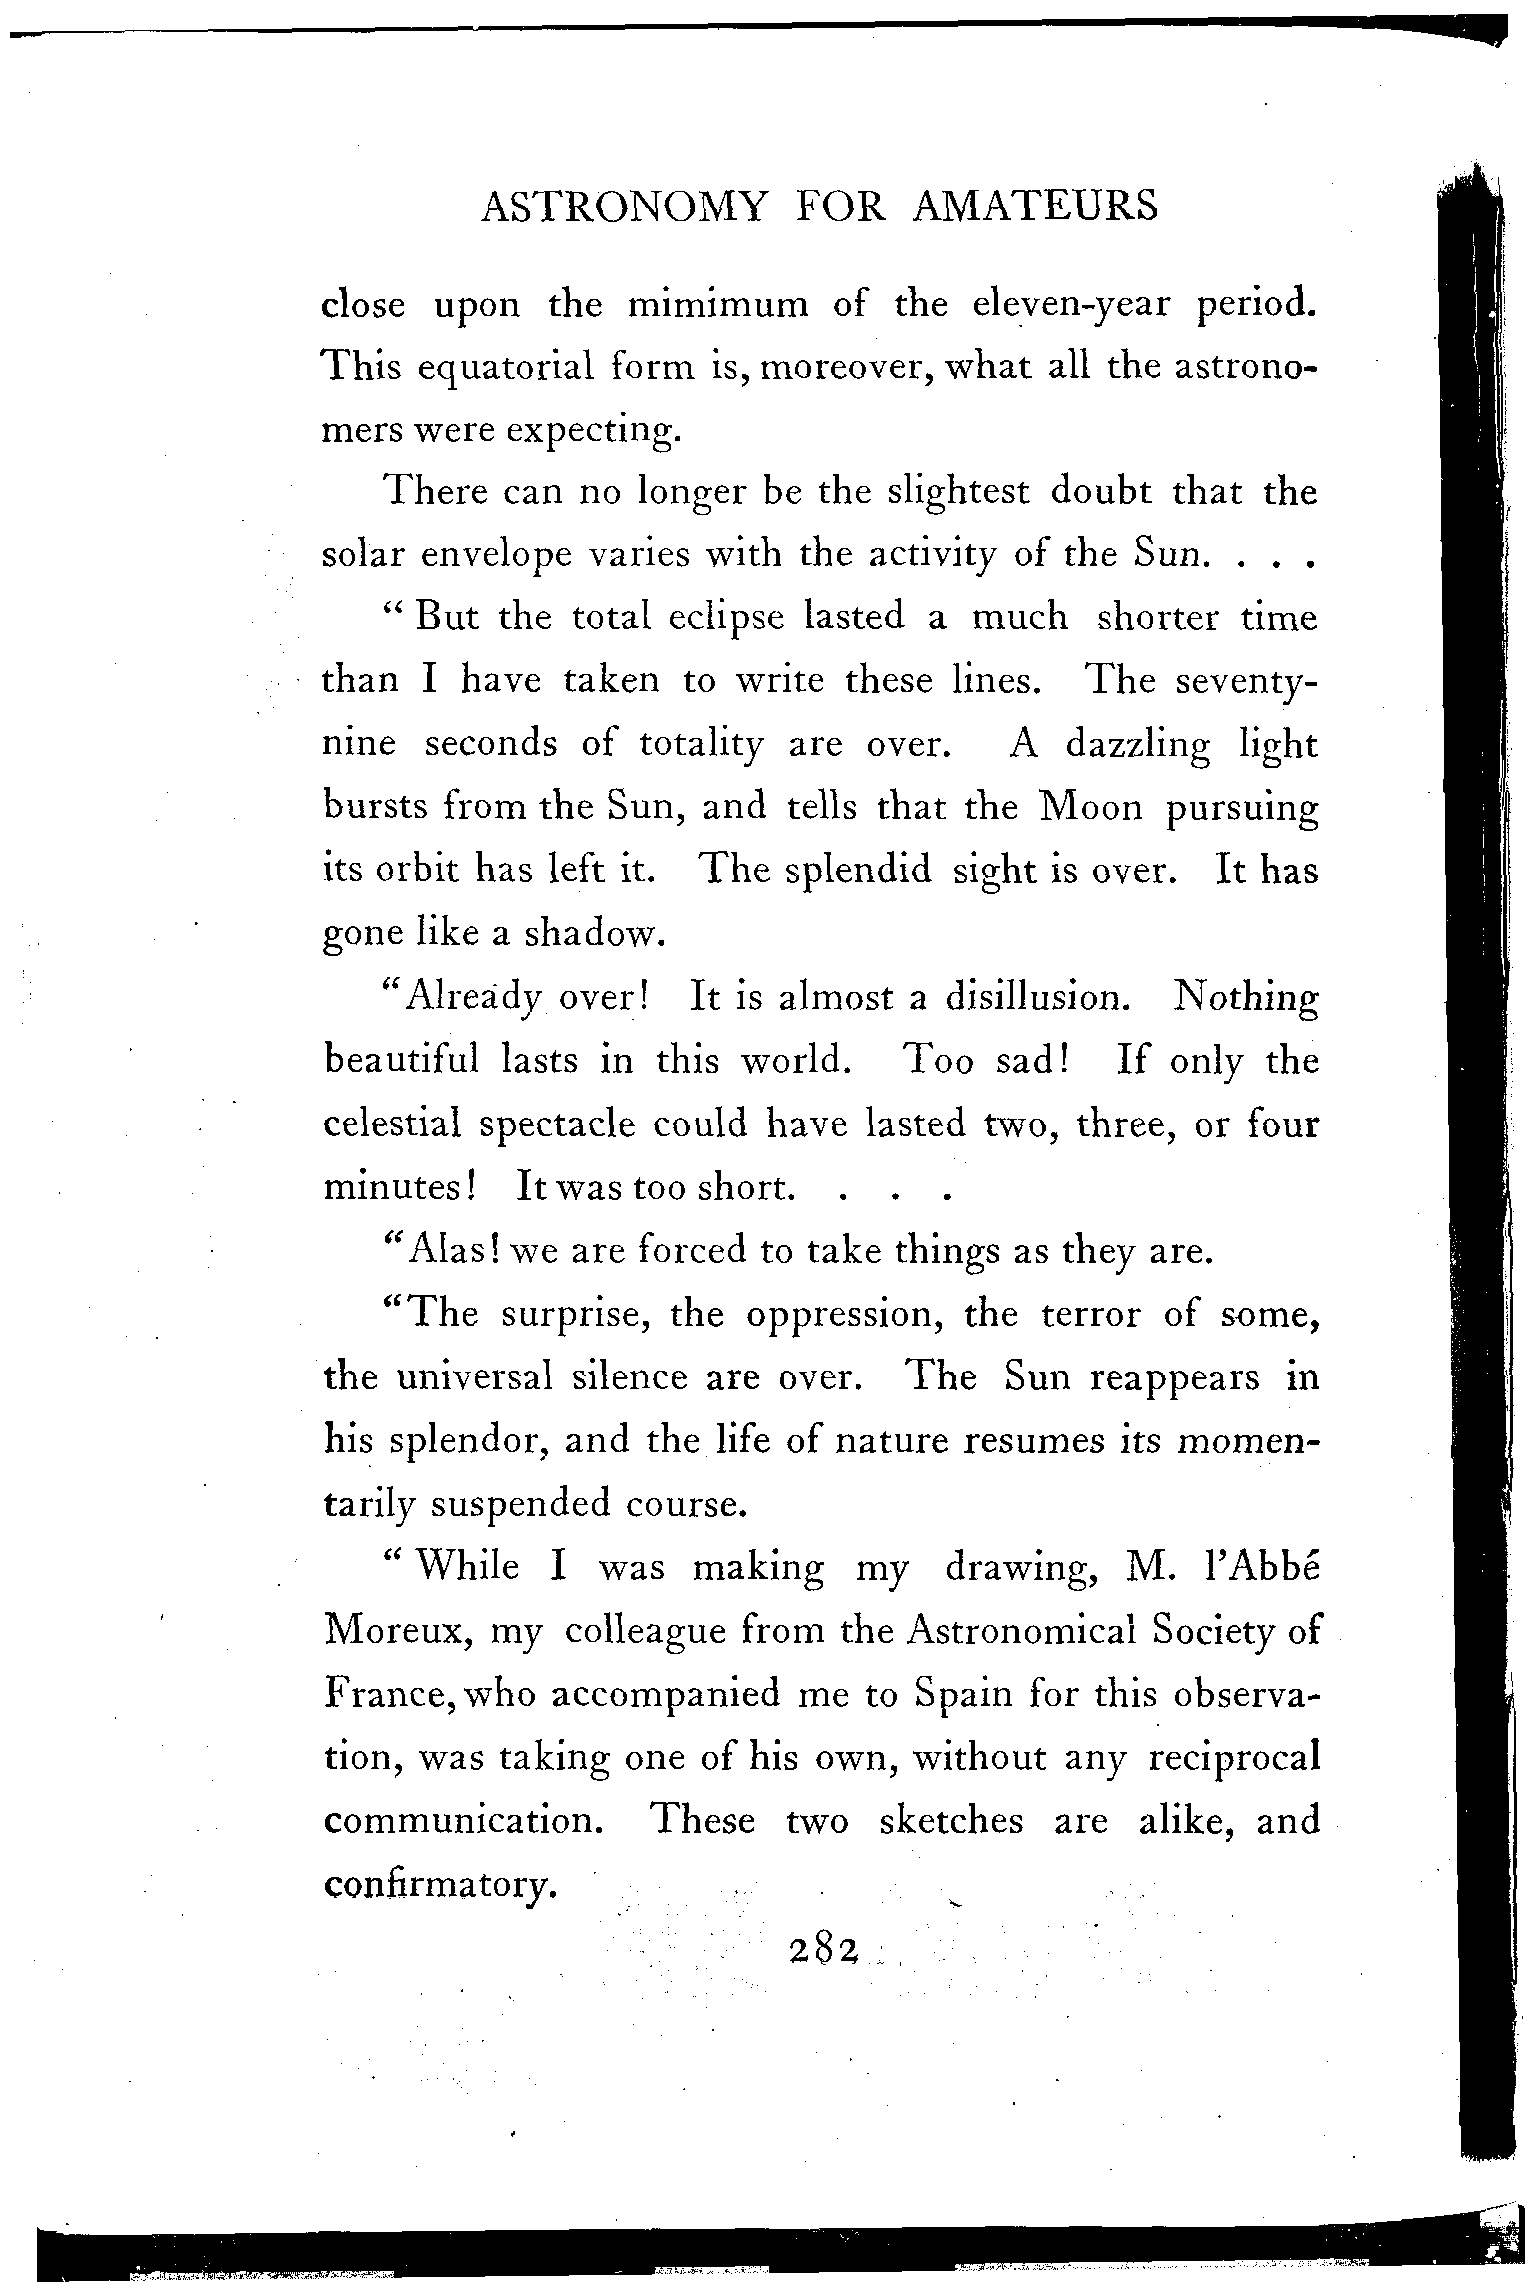 ASTRONOMY FOR AMATEURS
close upon the mimimum of the eleven-year period.
This equatorial form is, moreover, what all the astrono-
mers were expecting.
There can no longer be the slightest doubt that the
solar envelope varies with the activity of the Sun. . . .
“ But the total eclipse lasted a much shorter time
than I have taken to write these lines. The seventy-
nine seconds of totality are over. A dazzling light
bursts from the Sun, and tells that the Moon pursuing
its orbit has left it. The splendid sight is over. It has
gone like a shadow.
“Already over! It is almost a disillusion. Nothing
beautiful lasts in this world. Too sad! If only the
celestial spectacle could have lasted two, three, or four
minutes! It was too short. . . .
“Alas! we are forced to take things as they are.
“The surprise, the oppression, the terror of some,
the universal silence are over. The Sun reappears in
his splendor, and the life of nature resumes its momen-
tarily suspended course.
“ While I was making my drawing, M. l’Abbé
Moreux, my colleague from the Astronomical Society of
France, who accompanied me to Spain for this observa-
tion, was taking one of his own, without any reciprocal
communication. These two sketches are alike, and
confirmatory.
282